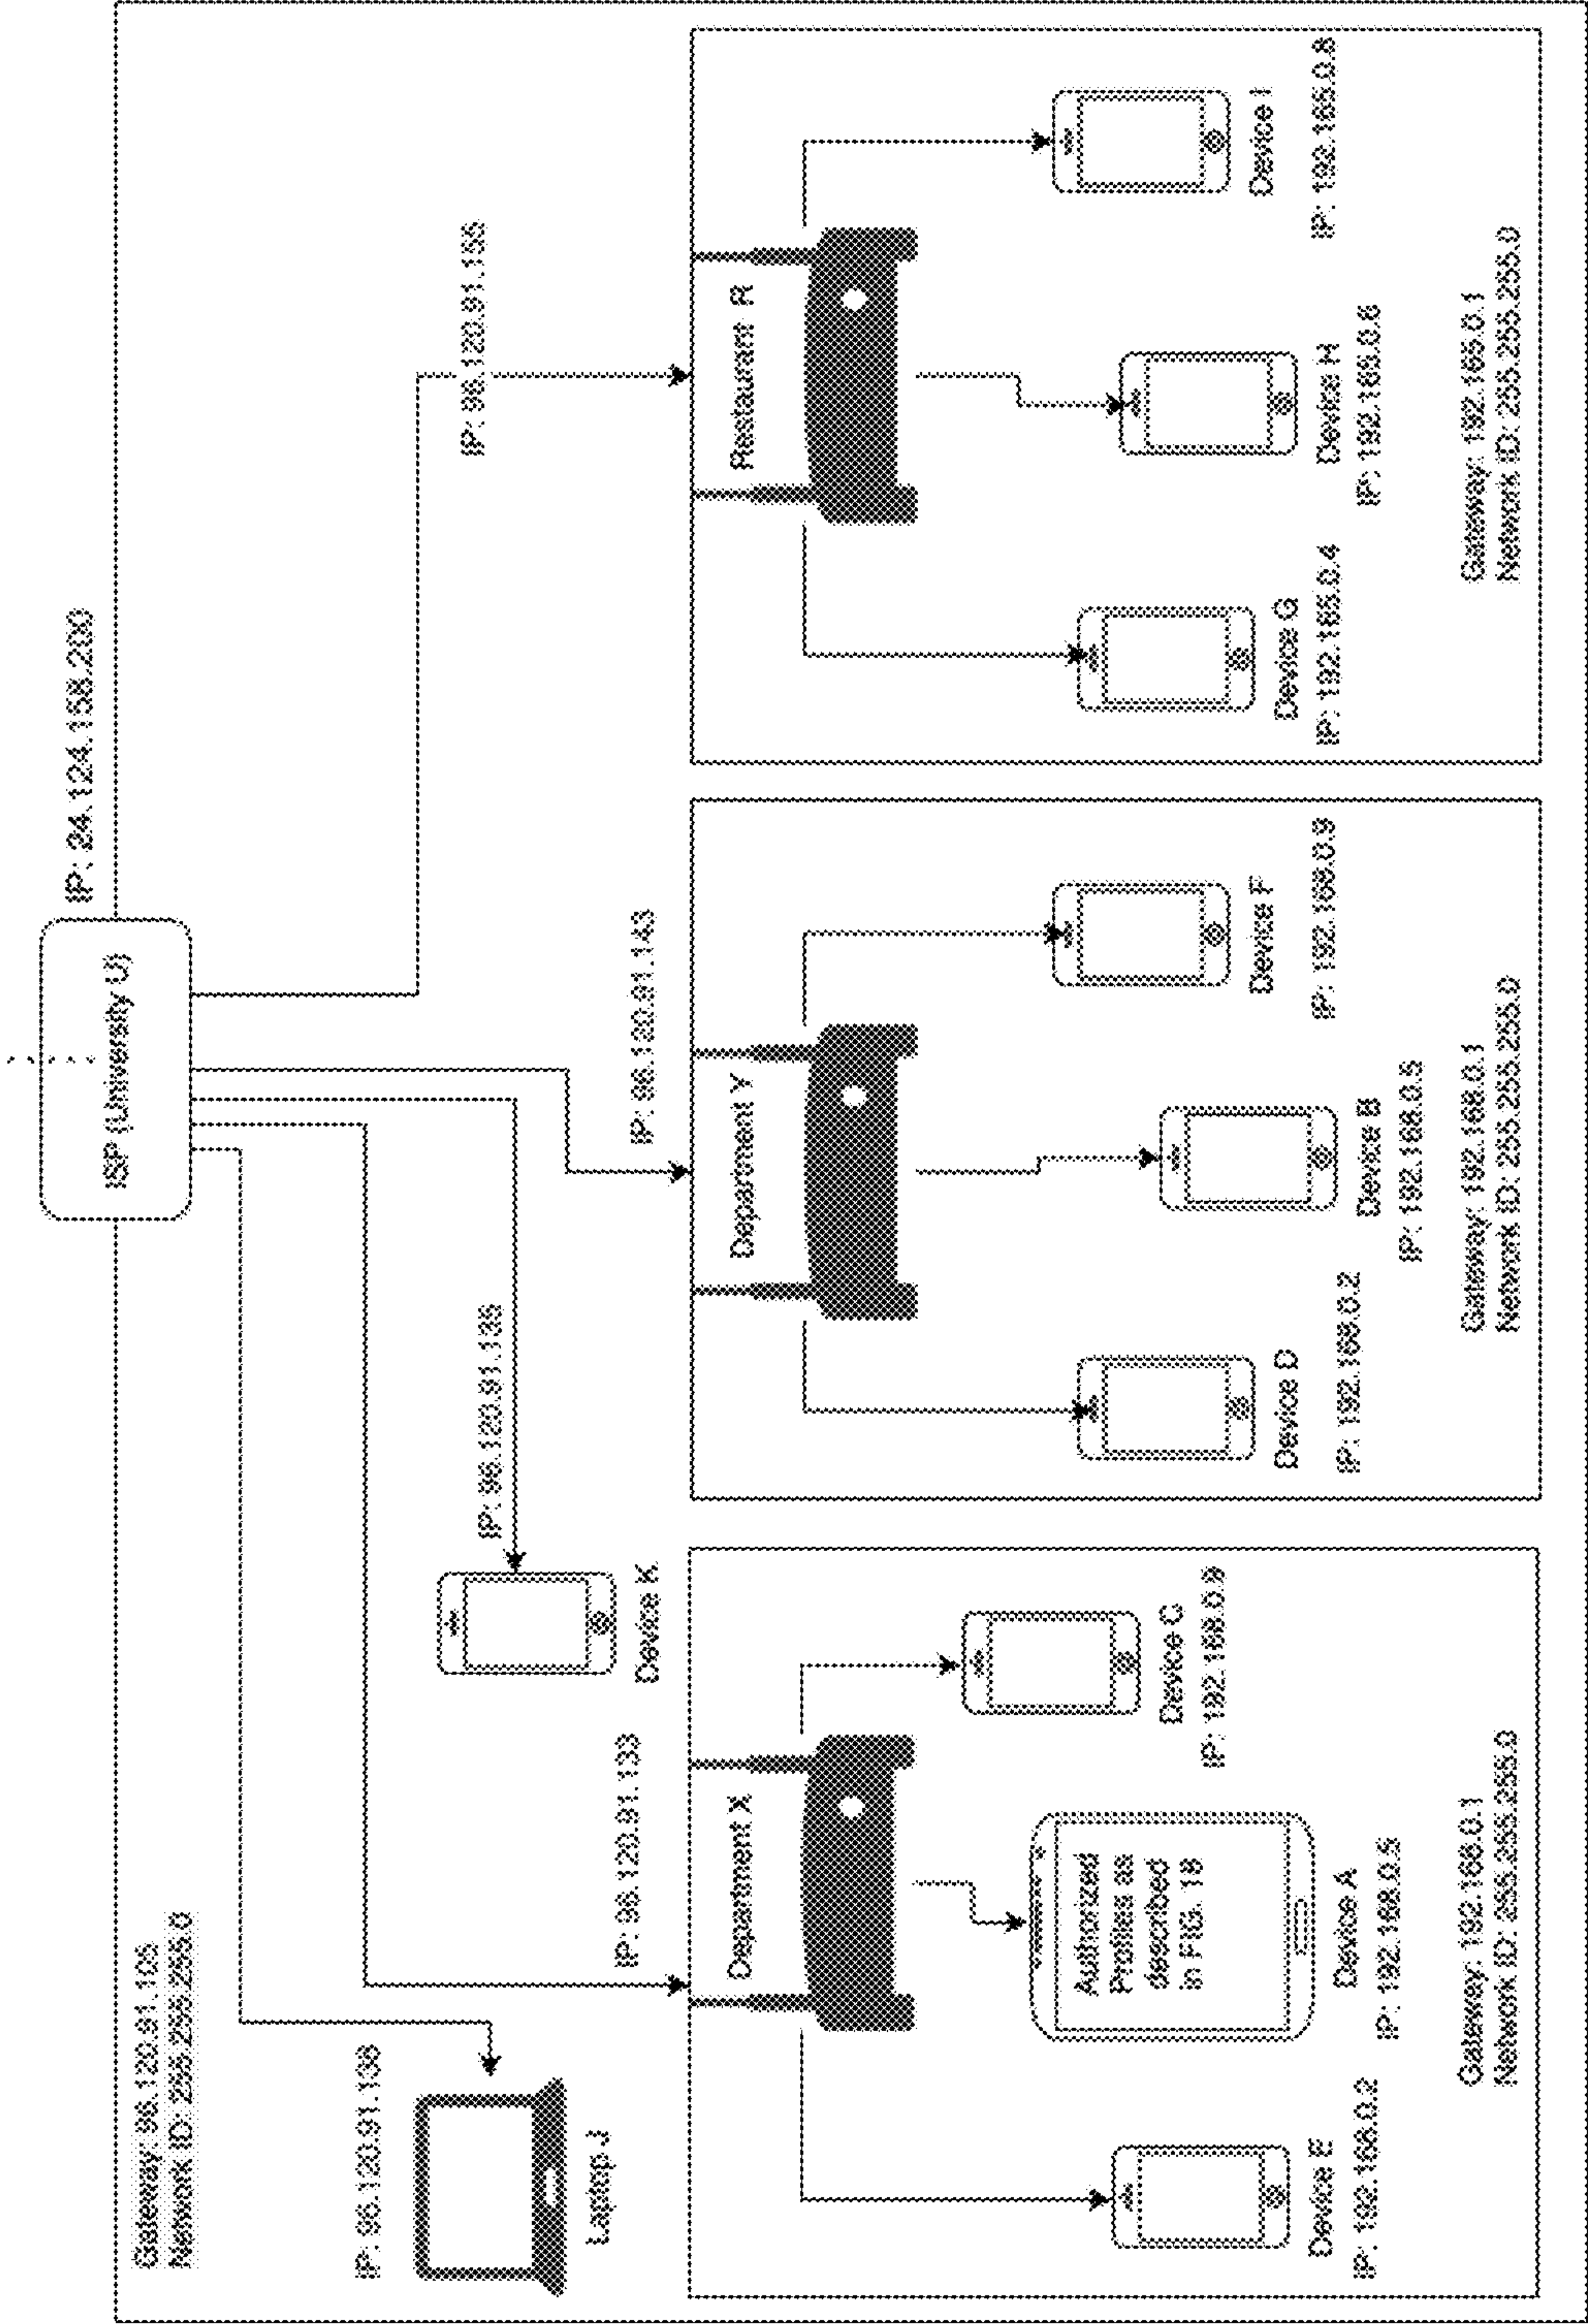 ISP (University U)
IP: 24.124.158.200
Gateway: 96.120.91.105
Network ID: 255.255.255.0
IP: 96.120.91.138
Laptop J
IP: 96.120.91.133
IP: 96.120.91.135
Device K
IP: 96.120.91.143
IP: 96.120.91.155
Department X
Device E
IP: 192.168.0.2
Authorized
Profiles as
described
in FIG. 18
Device A
IP: 192.168.0.5
Device C
IP: 192.168.0.9
Gateway: 192.168.0.1
Network ID: 255.255.255.0
Department Y
Device D
IP: 192.168.0.2
Device B
IP: 192.168.0.5
Device F
IP: 192.168.0.9
Gateway: 192.168.0.1
Network ID: 255.255.255.0
Restaurant R
Device G
IP: 192.165.0.4
Device H
IP: 192.165.0.6
Device I
IP: 192.165.0.8
Gateway: 192.165.0.1
Network ID: 255.255.255.0